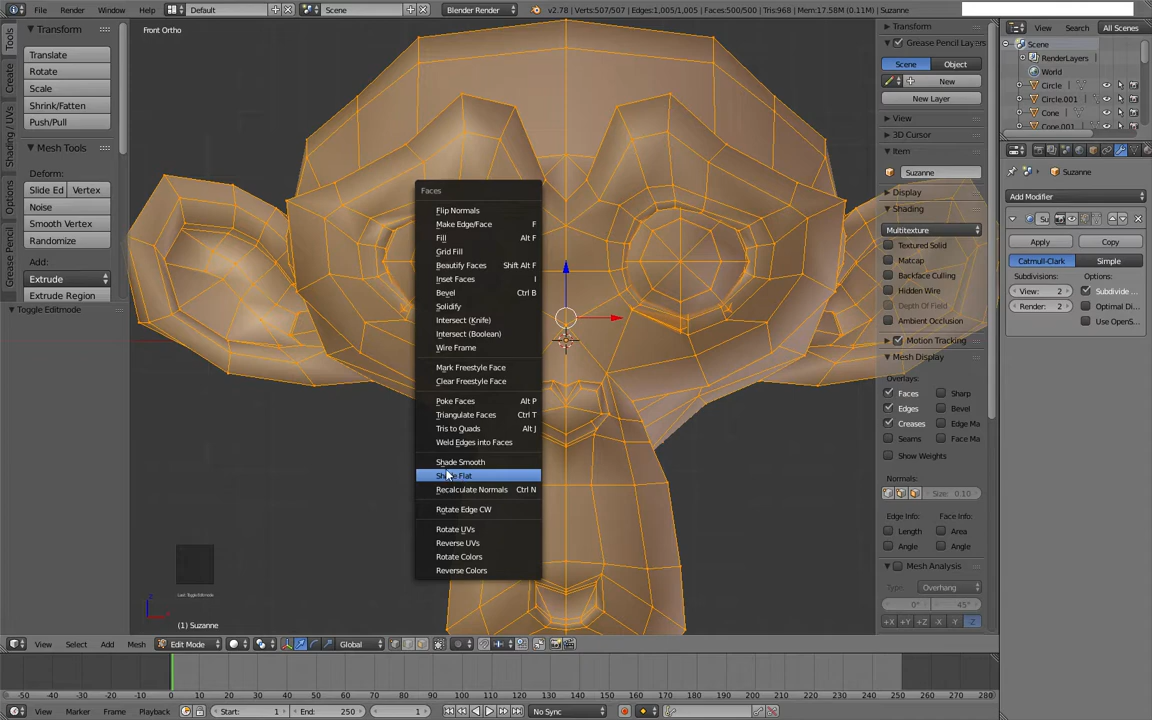 File Render Window Help Default Scene Blender Render v2.78 | Verts:507/507 | Edges:1,005/1,005 | Faces:500/500 | Tris:968 | Mem:17.58M (0.11M) | Suzanne
Tools
Create
Shading / UVs
Options
Grease Pencil
Transform
Translate
Rotate
Scale
Shrink/Fatten
Push/Pull
Mesh Tools
Deform:
Slide Ed Vertex
Noise
Smooth Vertex
Randomize
Extrude
Extrude Region
Toggle Editmode
Front Ortho
Faces
Flip Normals
Make Edge/Face F
Fill Alt F
Grid Fill
Beautify Faces Shift Alt F
Inset Faces I
Bevel Ctrl B
Solidify
Intersect (Knife)
Intersect (Boolean)
Wire Frame
Mark Freestyle Face
Clear Freestyle Face
Poke Faces Alt P
Triangulate Faces Ctrl T
Tris to Quads Alt J
Weld Edges into Faces
Shade Smooth
Shade Flat
Recalculate Normals Ctrl N
Rotate Edge CW
Rotate UVs
Reverse UVs
Rotate Colors
Reverse Colors
Last: Toggle Editmode
(1) Suzanne
Transform
Grease Pencil Layers
Scene Object
New
New Layer
View
3D Cursor
Item
Suzanne
Display
Shading
Multitexture
Textured Solid
Matcap
Backface Culling
Hidden Wire
Depth Of Field
Ambient Occlusion
Motion Tracking
Mesh Display
Overlays:
Faces Sharp
Edges Bevel
Creases Edge Ma
Seams Face Ma
Show Weights
Normals:
Size: 0.10
Edge Info: Face Info:
Length Area
Angle Angle
Mesh Analysis
Type: Overhang
0° 45°
+X +Y +Z -X -Y -Z
View Search All Scenes
Scene
RenderLayers
World
Circle
Circle.001
Cone
Cone.001
Suzanne
Add Modifier
Su
Apply Copy
Catmull-Clark Simple
Subdivisions: Options:
View: 2 Subdivide ...
Render: 2 Optimal Di...
Use OpenS...
View Select Add Mesh Edit Mode Global
-50 -40 -30 -20 -10 0 10 20 30 40 50 60 70 80 90 100 110 120 130 140 150 160 170 180 190 200 210 220 230 240 250 260 270 280
View Marker Frame Playback Start: 1 End: 250 1 No Sync